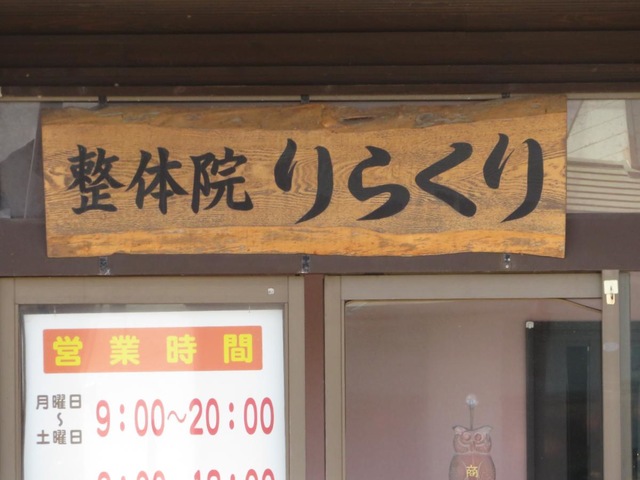 整体院 りらくり
営業時間
月曜日
～
土曜日
9:00～20:00
商